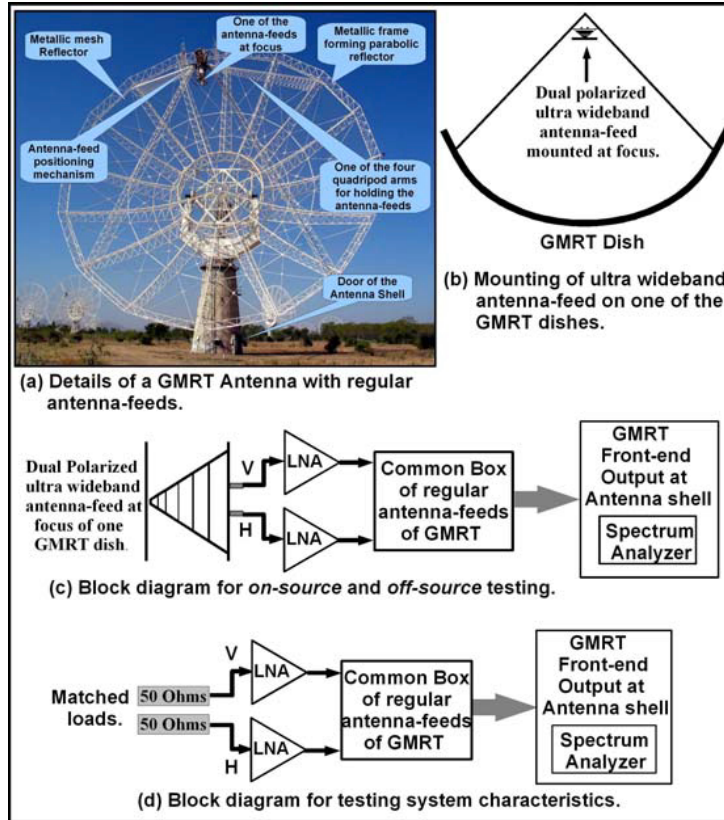 Metallic mesh
Reflector
One of the
antenna-feeds
at focus
Metallic frame
forming parabolic
reflector
Antenna-feed
positioning
mechanism
One of the four
quadripod arms
for holding the
antenna-feeds
Door of the
Antenna Shell
(a) Details of a GMRT Antenna with regular
antenna-feeds.
Dual polarized
ultra wideband
antenna-feed
mounted at focus.
GMRT Dish
(b) Mounting of ultra wideband
antenna-feed on one of the
GMRT dishes.
Dual Polarized
ultra wideband
antenna-feed at
focus of one
GMRT dish.
V
H
LNA
LNA
Common Box
of regular
antenna-feeds
of GMRT
GMRT
Front-end
Output at
Antenna shell
Spectrum
Analyzer
(c) Block diagram for on-source and off-source testing.
Matched
loads.
50 Ohms
50 Ohms
V
H
LNA
LNA
Common Box
of regular
antenna-feeds
of GMRT
GMRT
Front-end
Output at
Antenna shell
Spectrum
Analyzer
(d) Block diagram for testing system characteristics.